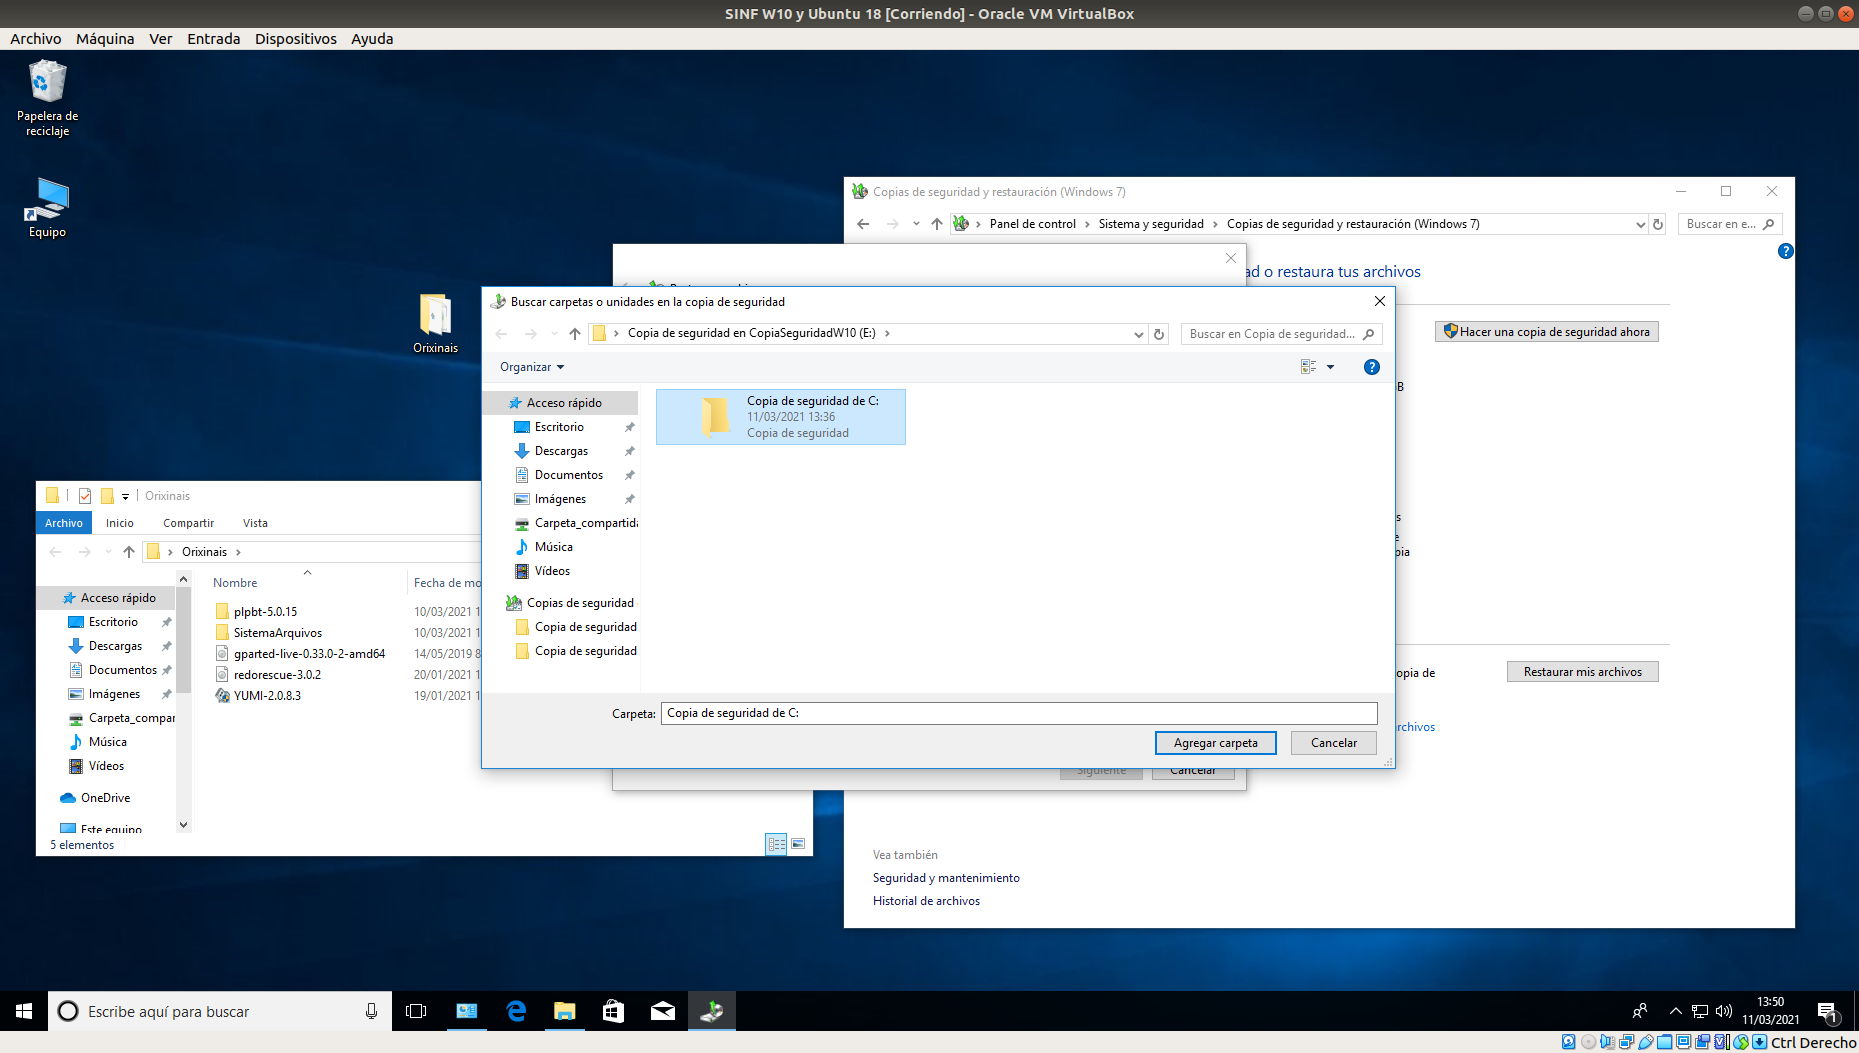 SINF W10 y Ubuntu 18 [Corriendo] - Oracle VM VirtualBox
Archivo Máquina Ver Entrada Dispositivos Ayuda
Papelera de
reciclaje
Equipo
Orixinais
Copias de seguridad y restauración (Windows 7)
Panel de control Sistema y seguridad Copias de seguridad y restauración (Windows 7)
Buscar en e...
ad o restaura tus archivos
Hacer una copia de seguridad ahora
B
s
e
pia
opia de
Restaurar mis archivos
rchivos
Vea también
Seguridad y mantenimiento
Historial de archivos
Siguiente Cancelar
Buscar carpetas o unidades en la copia de seguridad
Copia de seguridad en CopiaSeguridadW10 (E:)
Buscar en Copia de seguridad...
Organizar
Acceso rápido
Escritorio
Descargas
Documentos
Imágenes
Carpeta_compartida
Música
Vídeos
Copias de seguridad
Copia de seguridad
Copia de seguridad
Copia de seguridad de C:
11/03/2021 13:36
Copia de seguridad
Carpeta: Copia de seguridad de C:
Agregar carpeta Cancelar
Orixinais
Archivo Inicio Compartir Vista
Orixinais
Acceso rápido
Escritorio
Descargas
Documentos
Imágenes
Carpeta_compar
Música
Vídeos
OneDrive
Este equipo
5 elementos
Nombre Fecha de mo
plpbt-5.0.15 10/03/2021 1
SistemaArquivos 10/03/2021 1
gparted-live-0.33.0-2-amd64 14/05/2019 8
redorescue-3.0.2 20/01/2021 1
YUMI-2.0.8.3 19/01/2021 1
Escribe aquí para buscar
13:50
11/03/2021
1
Ctrl Derecho